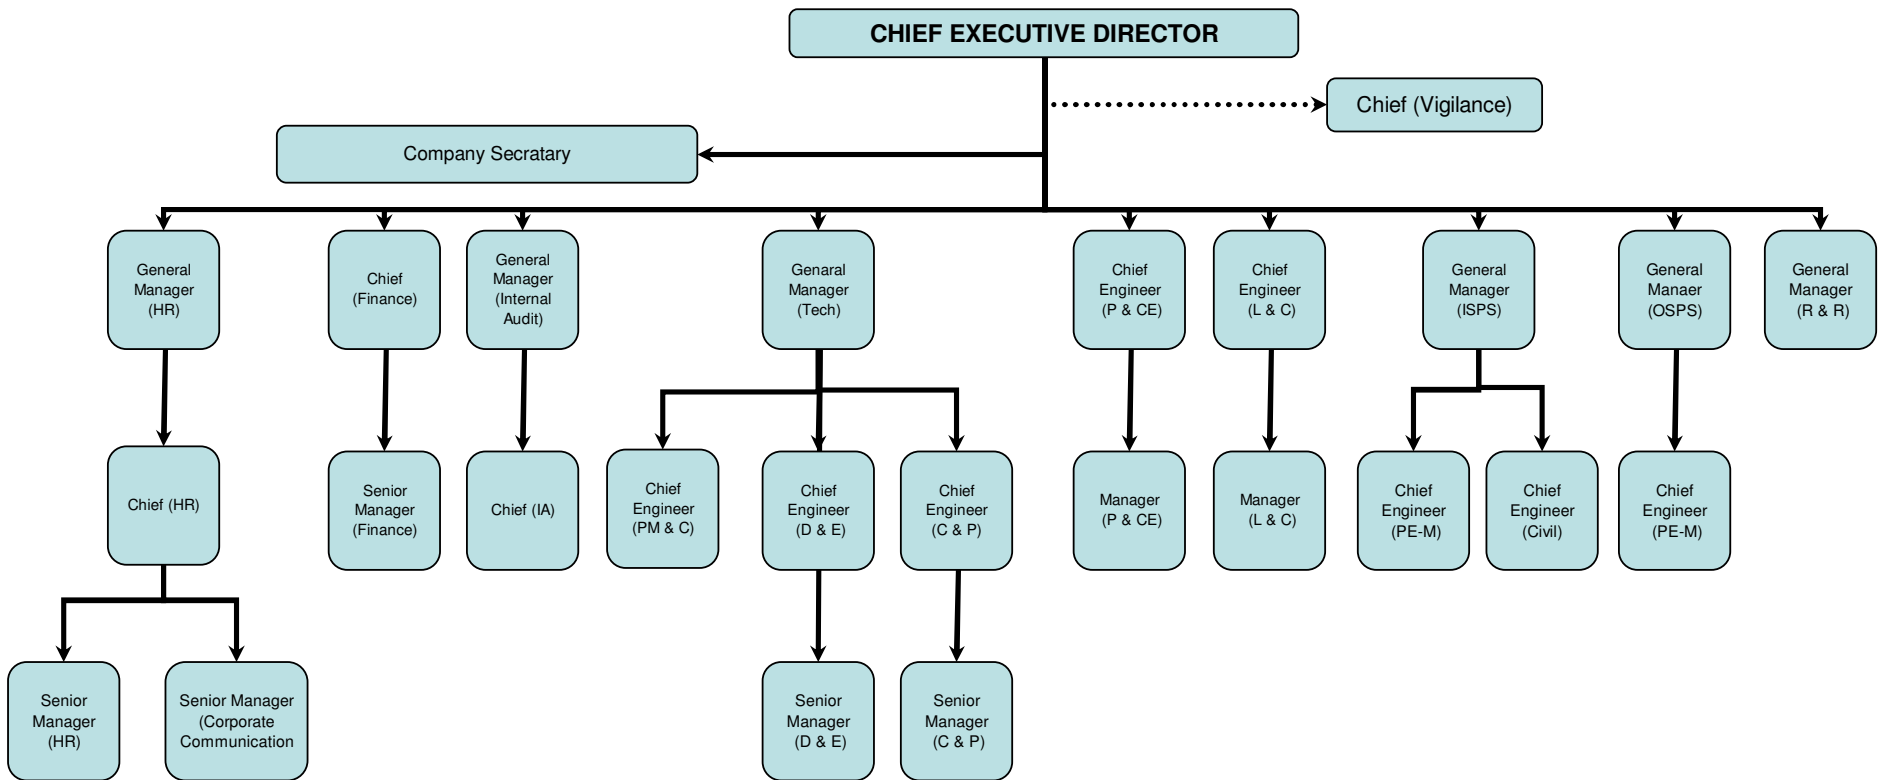 CHIEF EXECUTIVE DIRECTOR
Chief (Vigilance)
Company Secratary
General
Manager
(HR)
Chief
(Finance)
General
Manager
(Internal
Audit)
Genaral
Manager
(Tech)
Chief
Engineer
(P & CE)
Chief
Engineer
(L & C)
General
Manager
(ISPS)
General
Manaer
(OSPS)
General
Manager
(R & R)
Chief (HR)
Senior
Manager
(Finance)
Chief (IA)
Chief
Engineer
(PM & C)
Chief
Engineer
(D & E)
Chief
Engineer
(C & P)
Manager
(P & CE)
Manager
(L & C)
Chief
Engineer
(PE-M)
Chief
Engineer
(Civil)
Chief
Engineer
(PE-M)
Senior
Manager
(HR)
Senior Manager
(Corporate
Communication
Senior
Manager
(D & E)
Senior
Manager
(C & P)